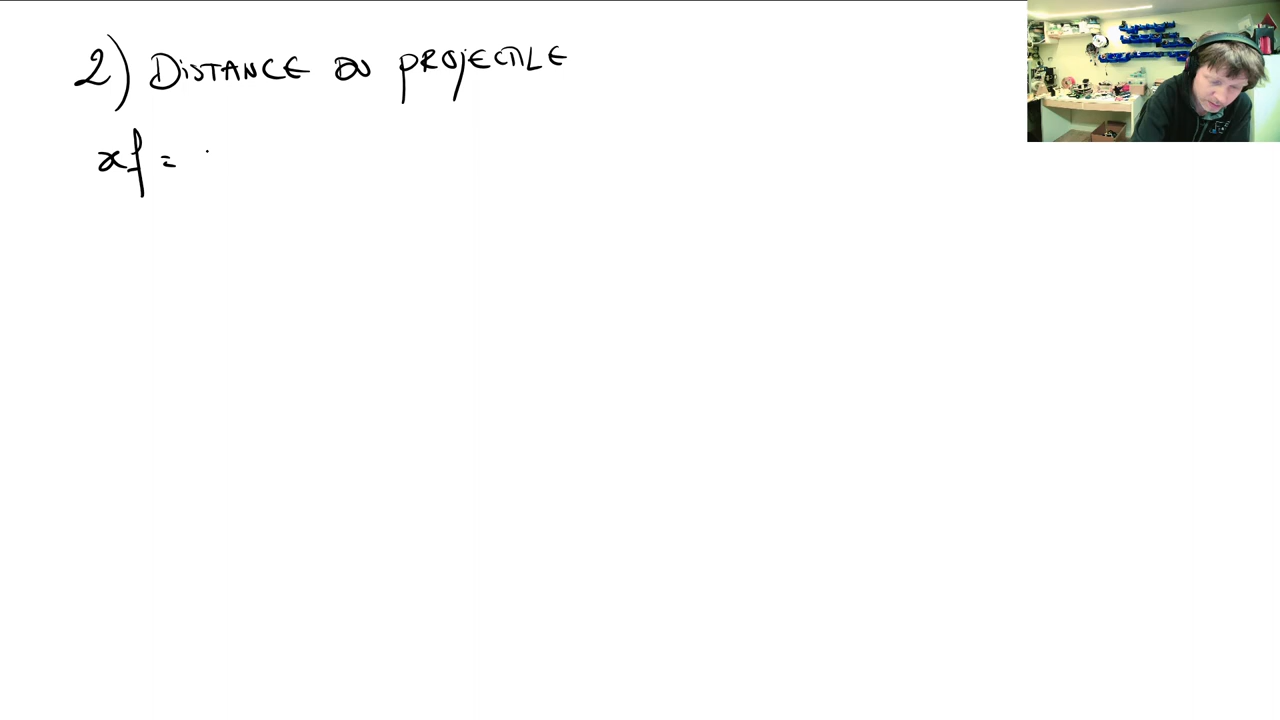 2) DISTANCE DU PROJECTILE
xf =